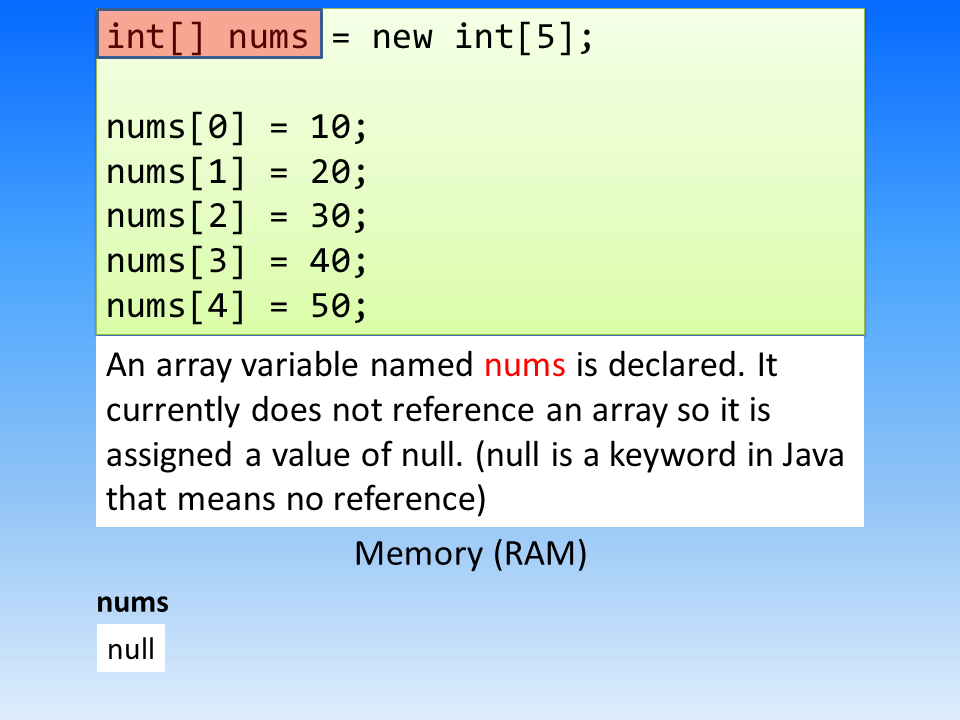 int[] nums = new int[5];
nums[0] = 10;
nums[1] = 20;
nums[2] = 30;
nums[3] = 40;
nums[4] = 50;
An array variable named nums is declared. It
currently does not reference an array so it is
assigned a value of null. (null is a keyword in Java
that means no reference)
Memory (RAM)
nums
null